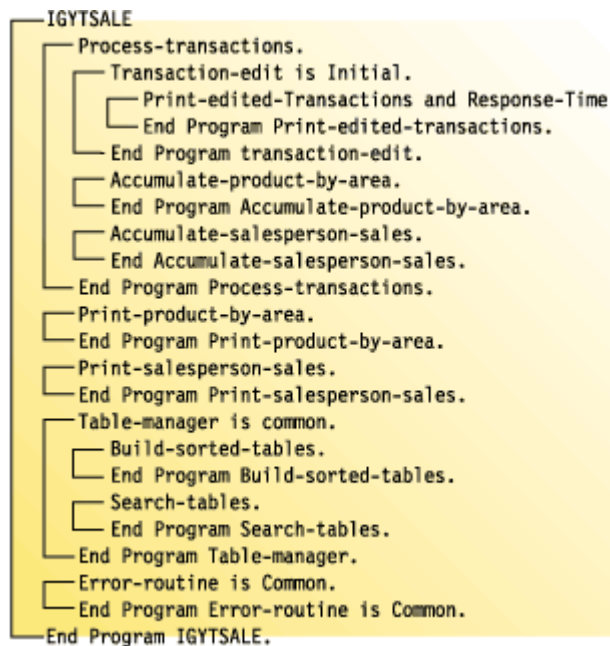 IGYTSALE
Process-transactions.
Transaction-edit is Initial.
Print-edited-Transactions and Response-Time
End Program Print-edited-transactions.
End Program transaction-edit.
Accumulate-product-by-area.
End Program Accumulate-product-by-area.
Accumulate-salesperson-sales.
End Accumulate-salesperson-sales.
End Program Process-transactions.
Print-product-by-area.
End Program Print-product-by-area.
Print-salesperson-sales.
End Program Print-salesperson-sales.
Table-manager is common.
Build-sorted-tables.
End Program Build-sorted-tables.
Search-tables.
End Program Search-tables.
End Program Table-manager.
Error-routine is Common.
End Program Error-routine is Common.
End Program IGYTSALE.